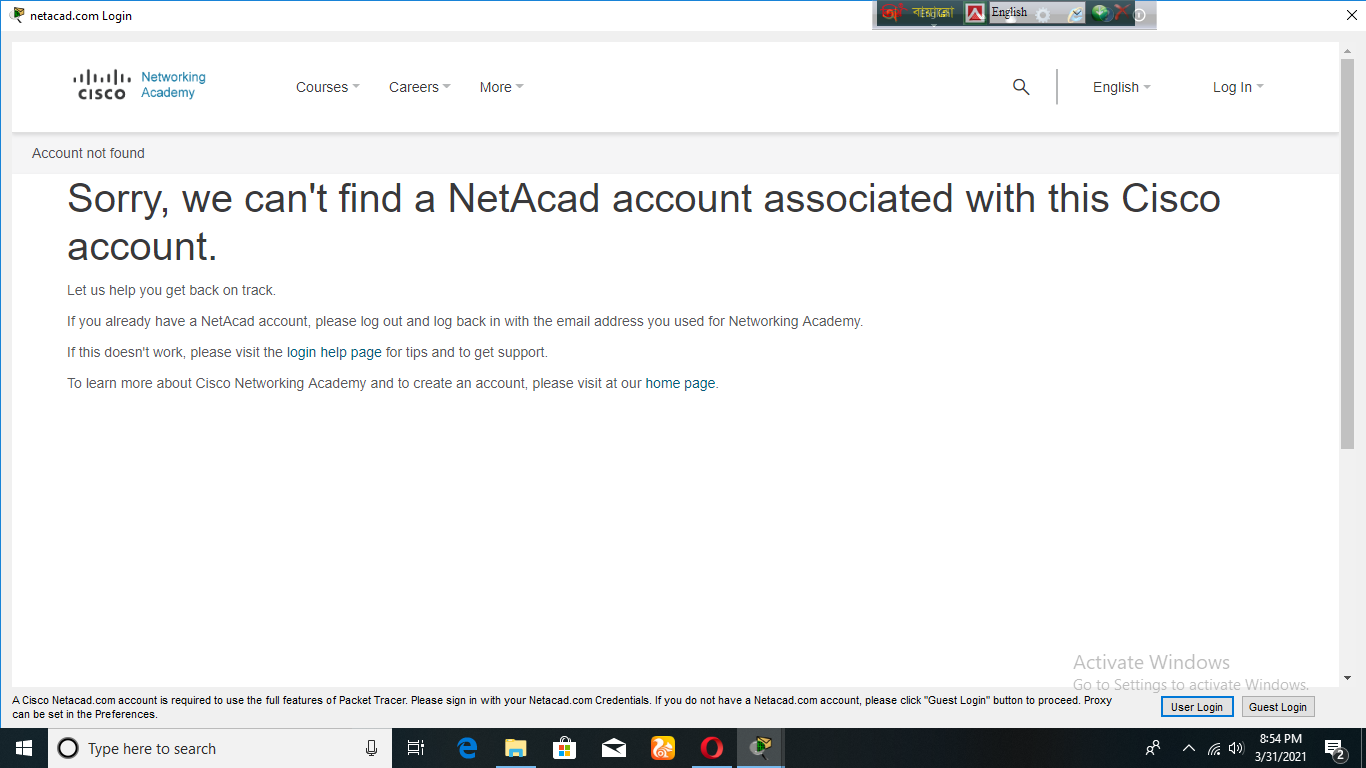 netacad.com Login
English
CISCO
Networking
Academy
Courses
Careers
More
English
Log In
Account not found
Sorry, we can't find a NetAcad account associated with this Cisco
account.
Let us help you get back on track.
If you already have a NetAcad account, please log out and log back in with the email address you used for Networking Academy.
If this doesn't work, please visit the login help page for tips and to get support.
To learn more about Cisco Networking Academy and to create an account, please visit at our home page.
Activate Windows
Go to Settings to activate Windows.
A Cisco Netacad.com account is required to use the full features of Packet Tracer. Please sign in with your Netacad.com Credentials. If you do not have a Netacad.com account, please click "Guest Login" button to proceed. Proxy
can be set in the Preferences.
User Login
Guest Login
Type here to search
8:54 PM
3/31/2021
2